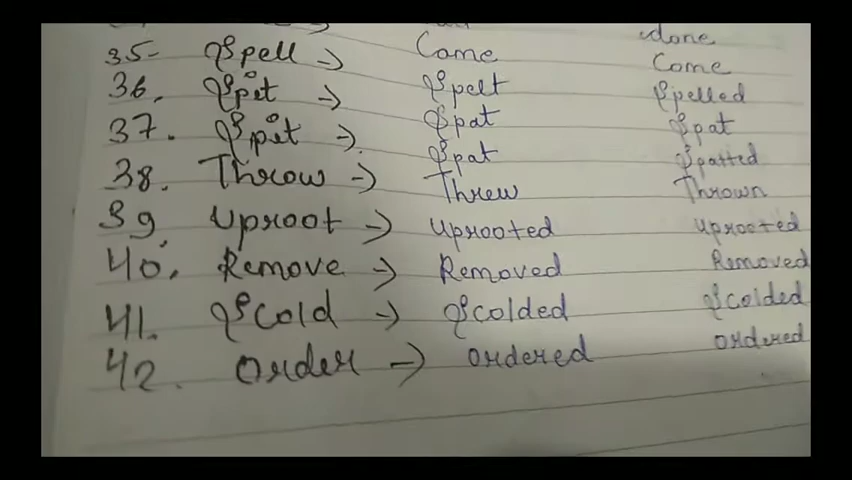 done
35- Spell → Come Come
36. Spit → Spelt Spelled
37. Spit → Spat Spat
Spat Spatted
38. Throw → Threw Thrown
39 Uproot → Uprooted Uprooted
40. Remove → Removed Removed
41. Scold → Scolded Scolded
42. Order → Ordered Ordered